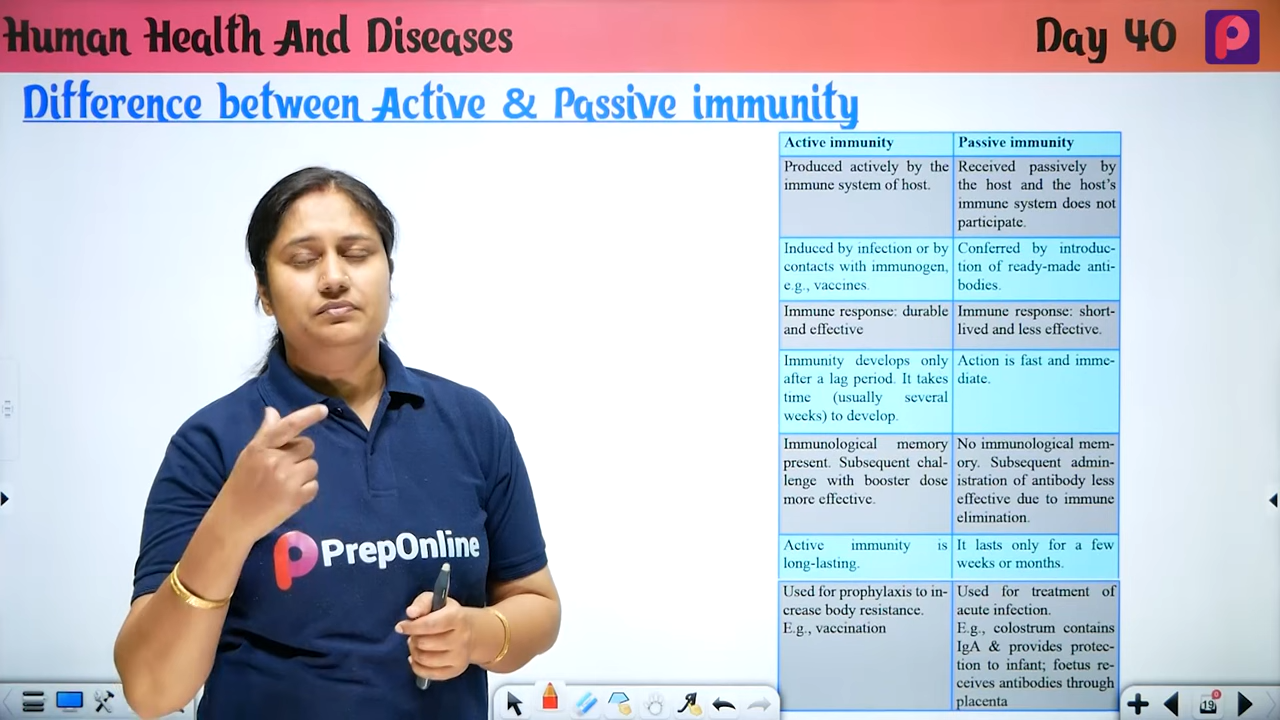 Human Health And Diseases
Day 40
Difference between Active & Passive immunity
Active immunity
Passive immunity
Produced actively by the
immune system of host.
Received passively by
the host and the host's
immune system does not
participate.
Induced by infection or by
contacts with immunogen,
e.g., vaccines.
Conferred by introduc-
tion of ready-made anti-
bodies.
Immune response: durable
and effective
Immune response: short-
lived and less effective.
Immunity develops only
after a lag period. It takes
time (usually several
weeks) to develop.
Action is fast and imme-
diate.
Immunological memory
present. Subsequent chal-
lenge with booster dose
more effective.
No immunological mem-
ory. Subsequent admin-
istration of antibody less
effective due to immune
elimination.
Active immunity is
long-lasting.
It lasts only for a few
weeks or months.
Used for prophylaxis to in-
crease body resistance.
E.g., vaccination
Used for treatment of
acute infection.
E.g., colostrum contains
IgA & provides protec-
tion to infant; foetus re-
ceives antibodies through
placenta
PrepOnline
19